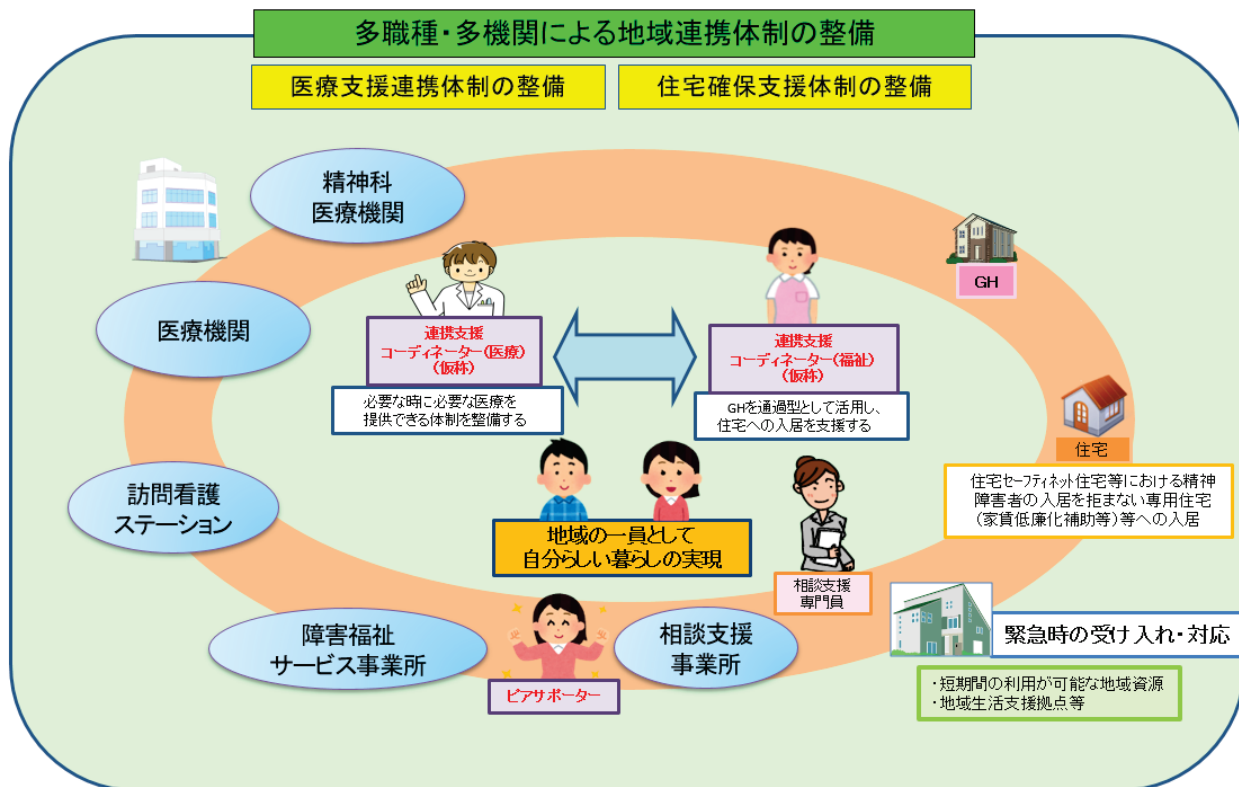 多職種・多機関による地域連携体制の整備
医療支援連携体制の整備
住宅確保支援体制の整備
精神科
医療機関
GH
医療機関
連携支援
コーディネーター(医療)
(仮称)
必要な時に必要な医療を
提供できる体制を整備する
連携支援
コーディネーター(福祉)
(仮称)
GHを通過型として活用し、
住宅への入居を支援する
住宅
住宅セーフティネット住宅等における精神
障害者の入居を拒まない専用住宅
(家賃低廉化補助等)等への入居
訪問看護
ステーション
地域の一員として
自分らしい暮らしの実現
相談支援
専門員
障害福祉
サービス事業所
ピアサポーター
相談支援
事業所
緊急時の受け入れ・対応
・短期間の利用が可能な地域資源
・地域生活支援拠点等